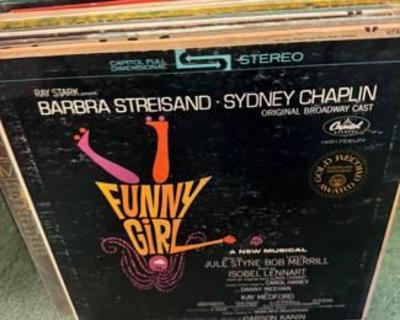 CAPITOL FULL
DIMENSIONAL
STEREO
RAY STARK presents
BARBRA STREISAND · SYDNEY CHAPLIN
ORIGINAL BROADWAY CAST
Capitol
HIGH FIDELITY
GOLD RECORD
AWARD
FUNNY
GIRL
A NEW MUSICAL
JULE STYNE · BOB MERRILL
ISOBEL LENNART
CAROL HANEY
DANNY MEEHAN
KAY MEDFORD
GARSON KANIN